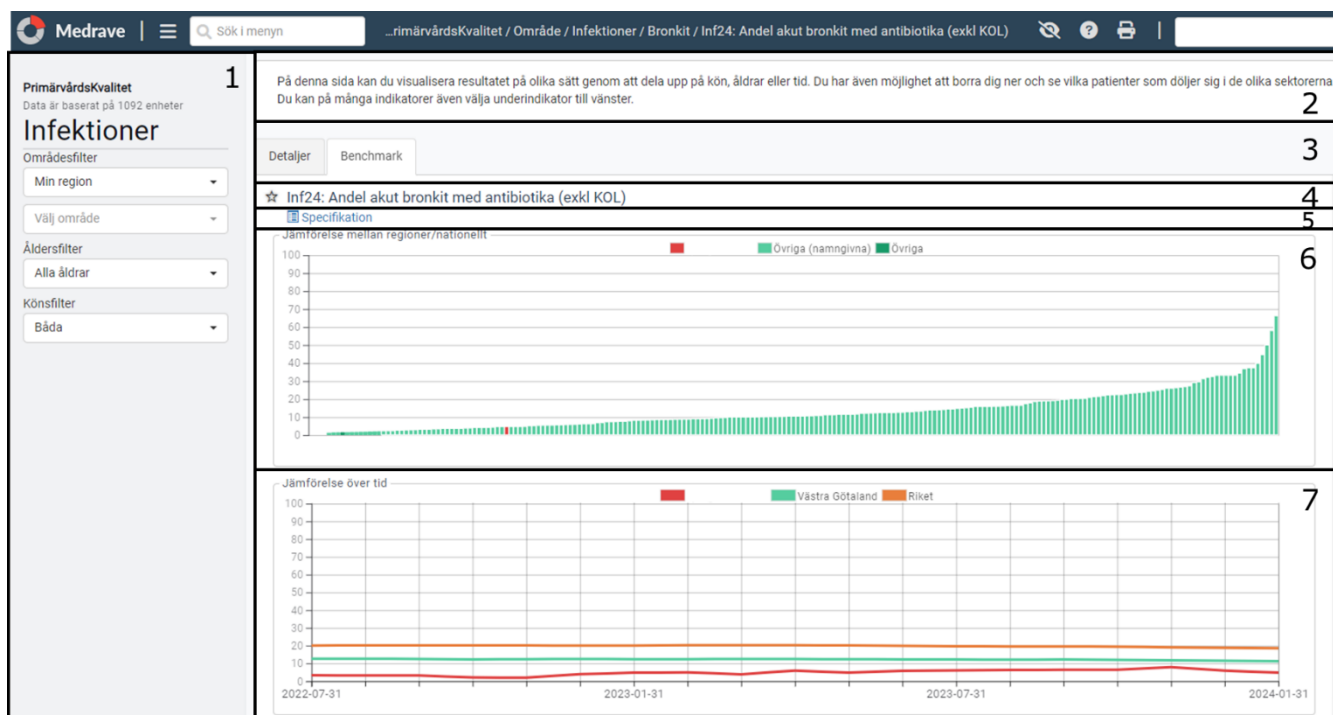 Medrave
Sök i menyn
...rimärvårdsKvalitet / Område / Infektioner / Bronkit / Inf24: Andel akut bronkit med antibiotika (exkl KOL)
1
PrimärvårdsKvalitet
Data är baserat på 1092 enheter
Infektioner
Områdesfilter
Min region
Välj område
Åldersfilter
Alla åldrar
Könsfilter
Båda
På denna sida kan du visualisera resultatet på olika sätt genom att dela upp på kön, åldrar eller tid. Du har även möjlighet att borra dig ner och se vilka patienter som döljer sig i de olika sektorerna
Du kan på många indikatorer även välja underindikator till vänster.
2
Detaljer
Benchmark
3
Inf24: Andel akut bronkit med antibiotika (exkl KOL)
4
Specifikation
5
Jämförelse mellan regioner/nationellt
Övriga (namngivna)
Övriga
6
100
90
80
70
60
50
40
30
20
10
0
Jämförelse över tid
Västra Götaland
Riket
7
100
90
80
70
60
50
40
30
20
10
0
2022-07-31
2023-01-31
2023-07-31
2024-01-31